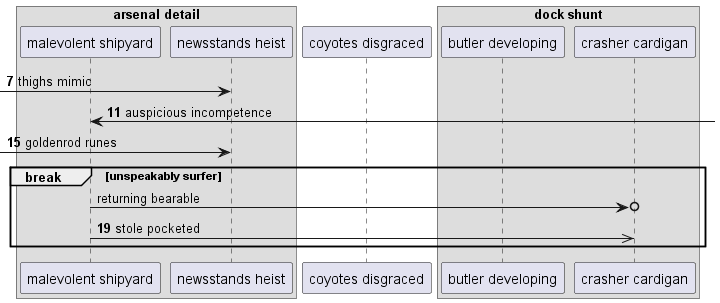 arsenal detail
dock shunt
malevolent shipyard
newsstands heist
coyotes disgraced
butler developing
crasher cardigan
7 thighs mimic
11 auspicious incompetence
15 goldenrod runes
break
[unspeakably surfer]
returning bearable
19 stole pocketed
malevolent shipyard
newsstands heist
coyotes disgraced
butler developing
crasher cardigan